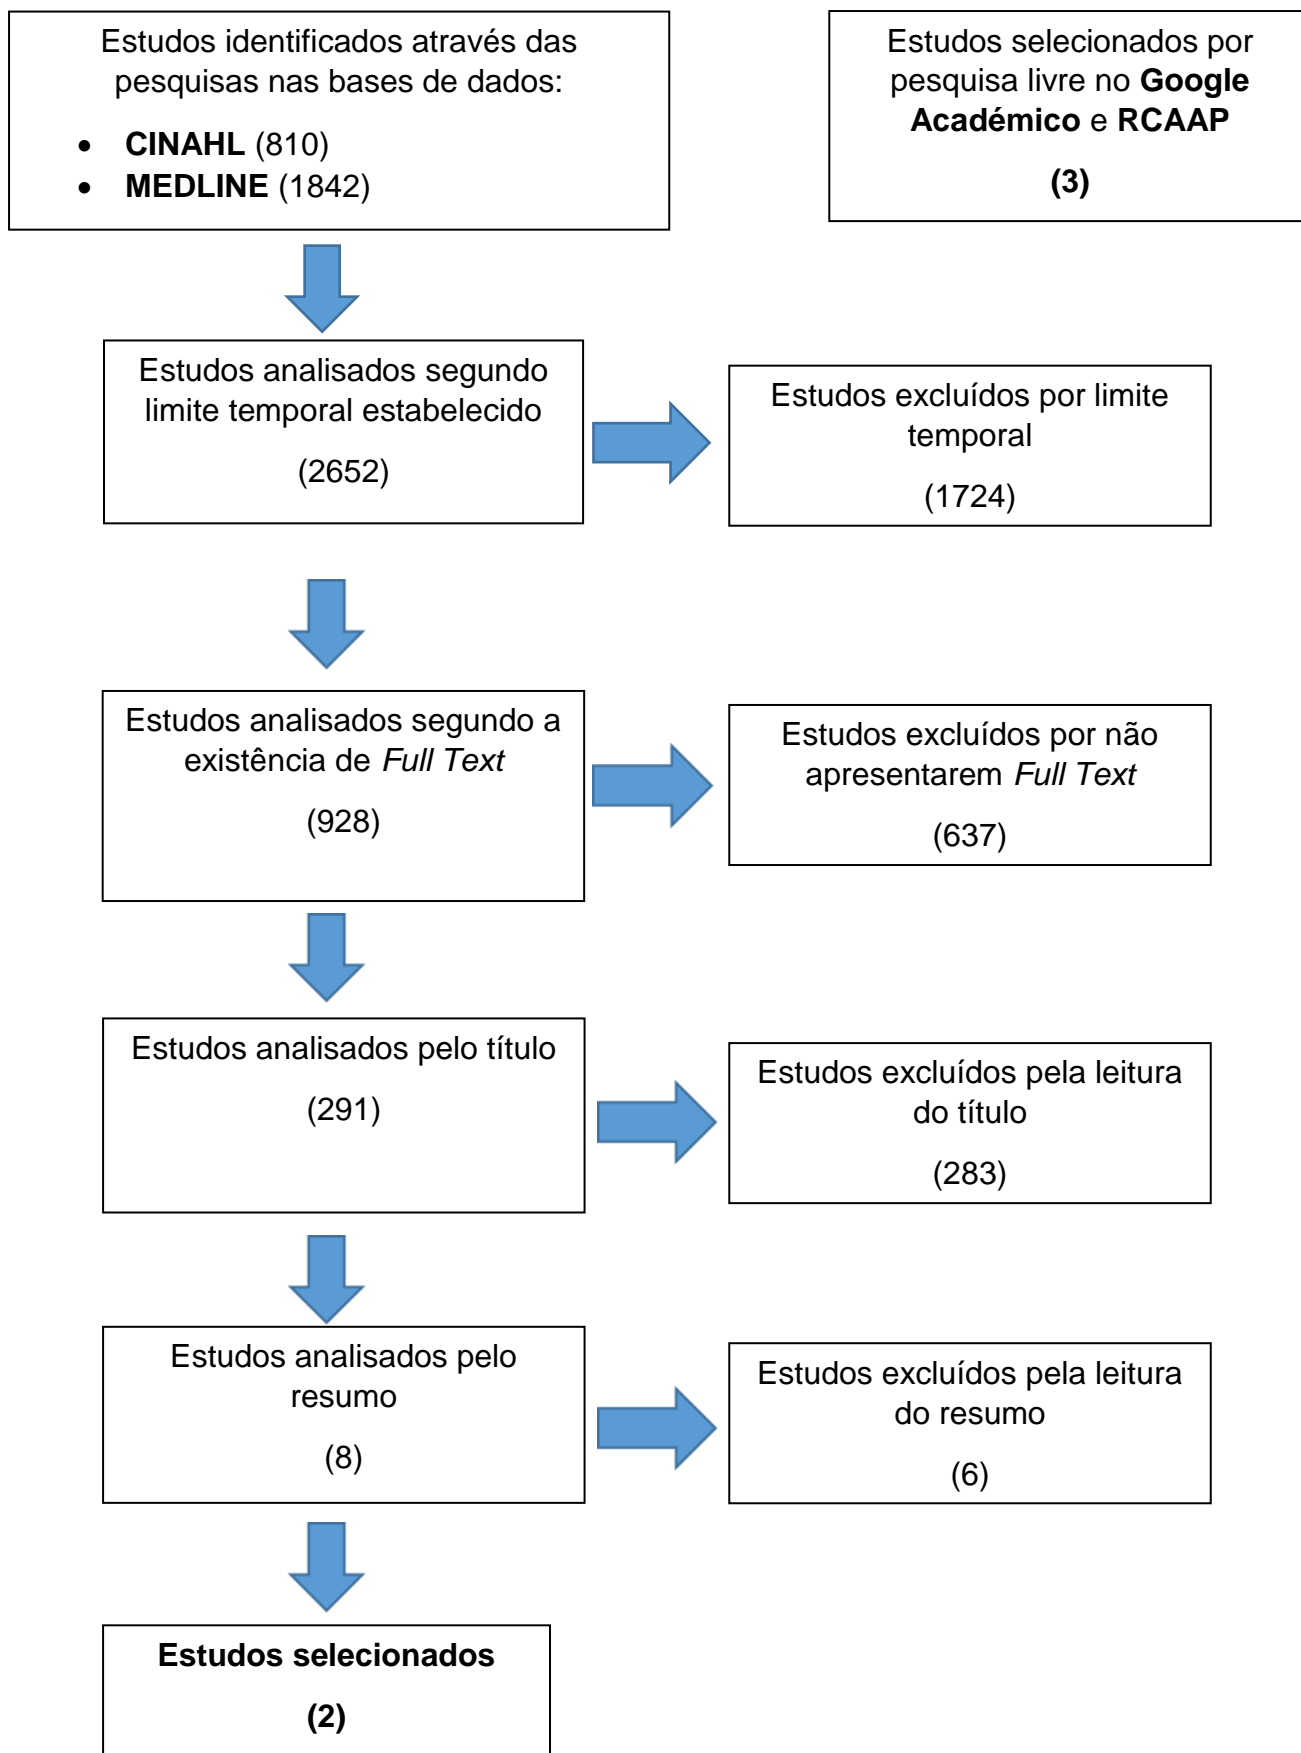 Estudos identificados através das
pesquisas nas bases de dados:
• CINAHL (810)
• MEDLINE (1842)
Estudos selecionados por
pesquisa livre no Google
Académico e RCAAP
(3)
Estudos analisados segundo
limite temporal estabelecido
(2652)
Estudos excluídos por limite
temporal
(1724)
Estudos analisados segundo a
existência de Full Text
(928)
Estudos excluídos por não
apresentarem Full Text
(637)
Estudos analisados pelo título
(291)
Estudos excluídos pela leitura
do título
(283)
Estudos analisados pelo
resumo
(8)
Estudos excluídos pela leitura
do resumo
(6)
Estudos selecionados
(2)